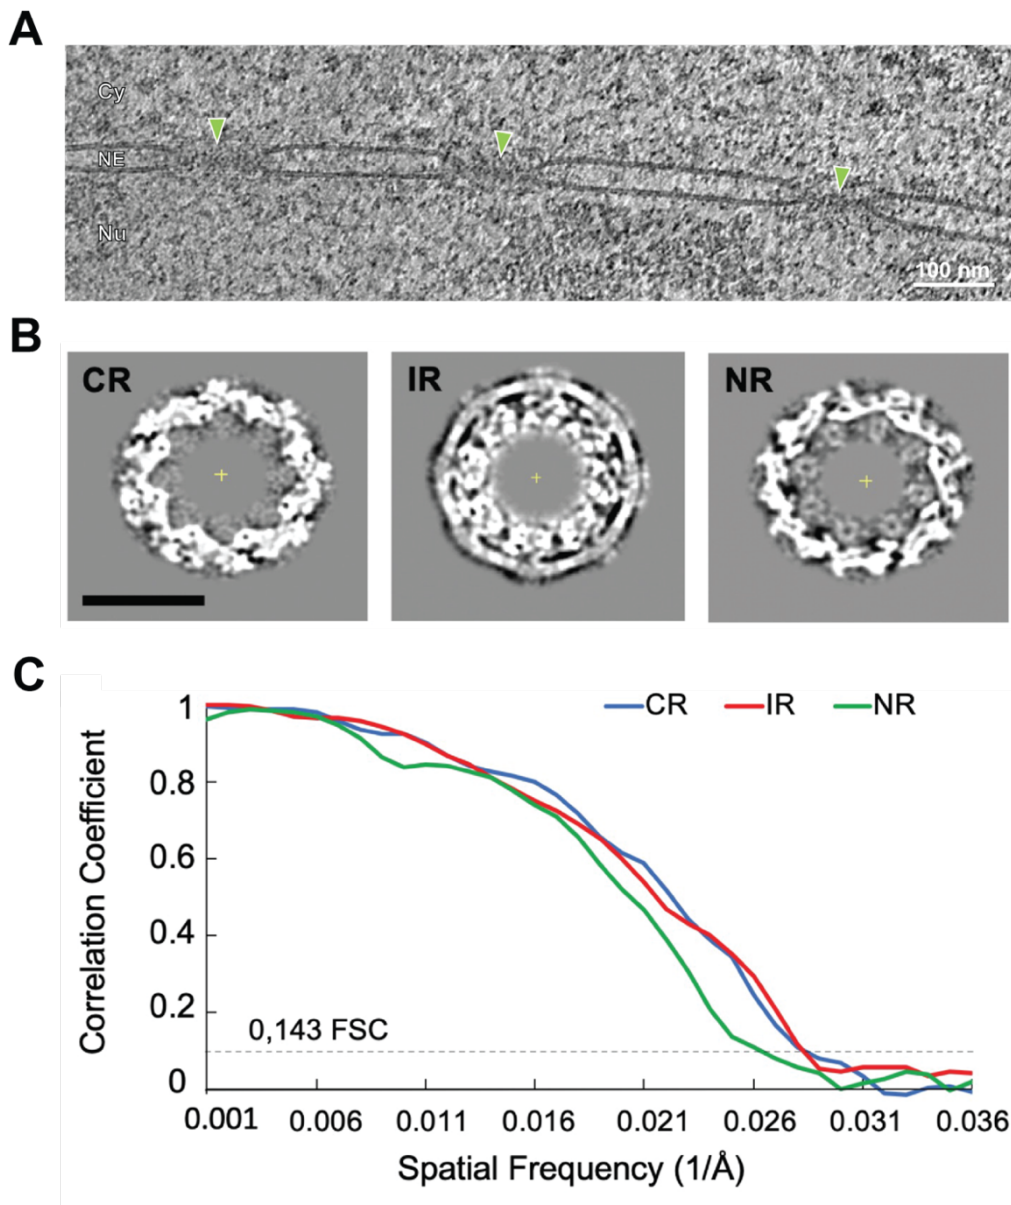 A
Cy
NE
Nu
100 nm
B
CR
IR
NR
C
CR IR NR
Correlation Coefficient
1
0.8
0.6
0.4
0.2
0
0,143 FSC
0.001 0.006 0.011 0.016 0.021 0.026 0.031 0.036
Spatial Frequency (1/Å)